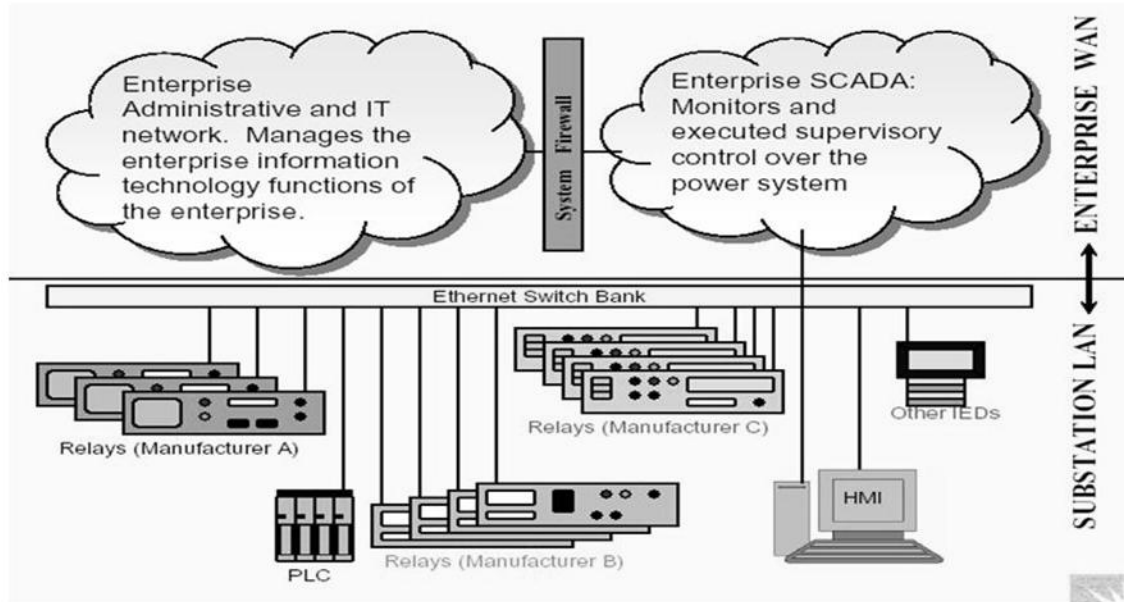 Enterprise
Administrative and IT
network. Manages the
enterprise information
technology functions of
the enterprise.
System Firewall
Enterprise SCADA:
Monitors and
executed supervisory
control over the
power system
ENTERPRISE WAN
Ethernet Switch Bank
SUBSTATION LAN
Relays (Manufacturer A)
Relays (Manufacturer C)
Other IEDs
HMI
PLC
Relays (Manufacturer B)